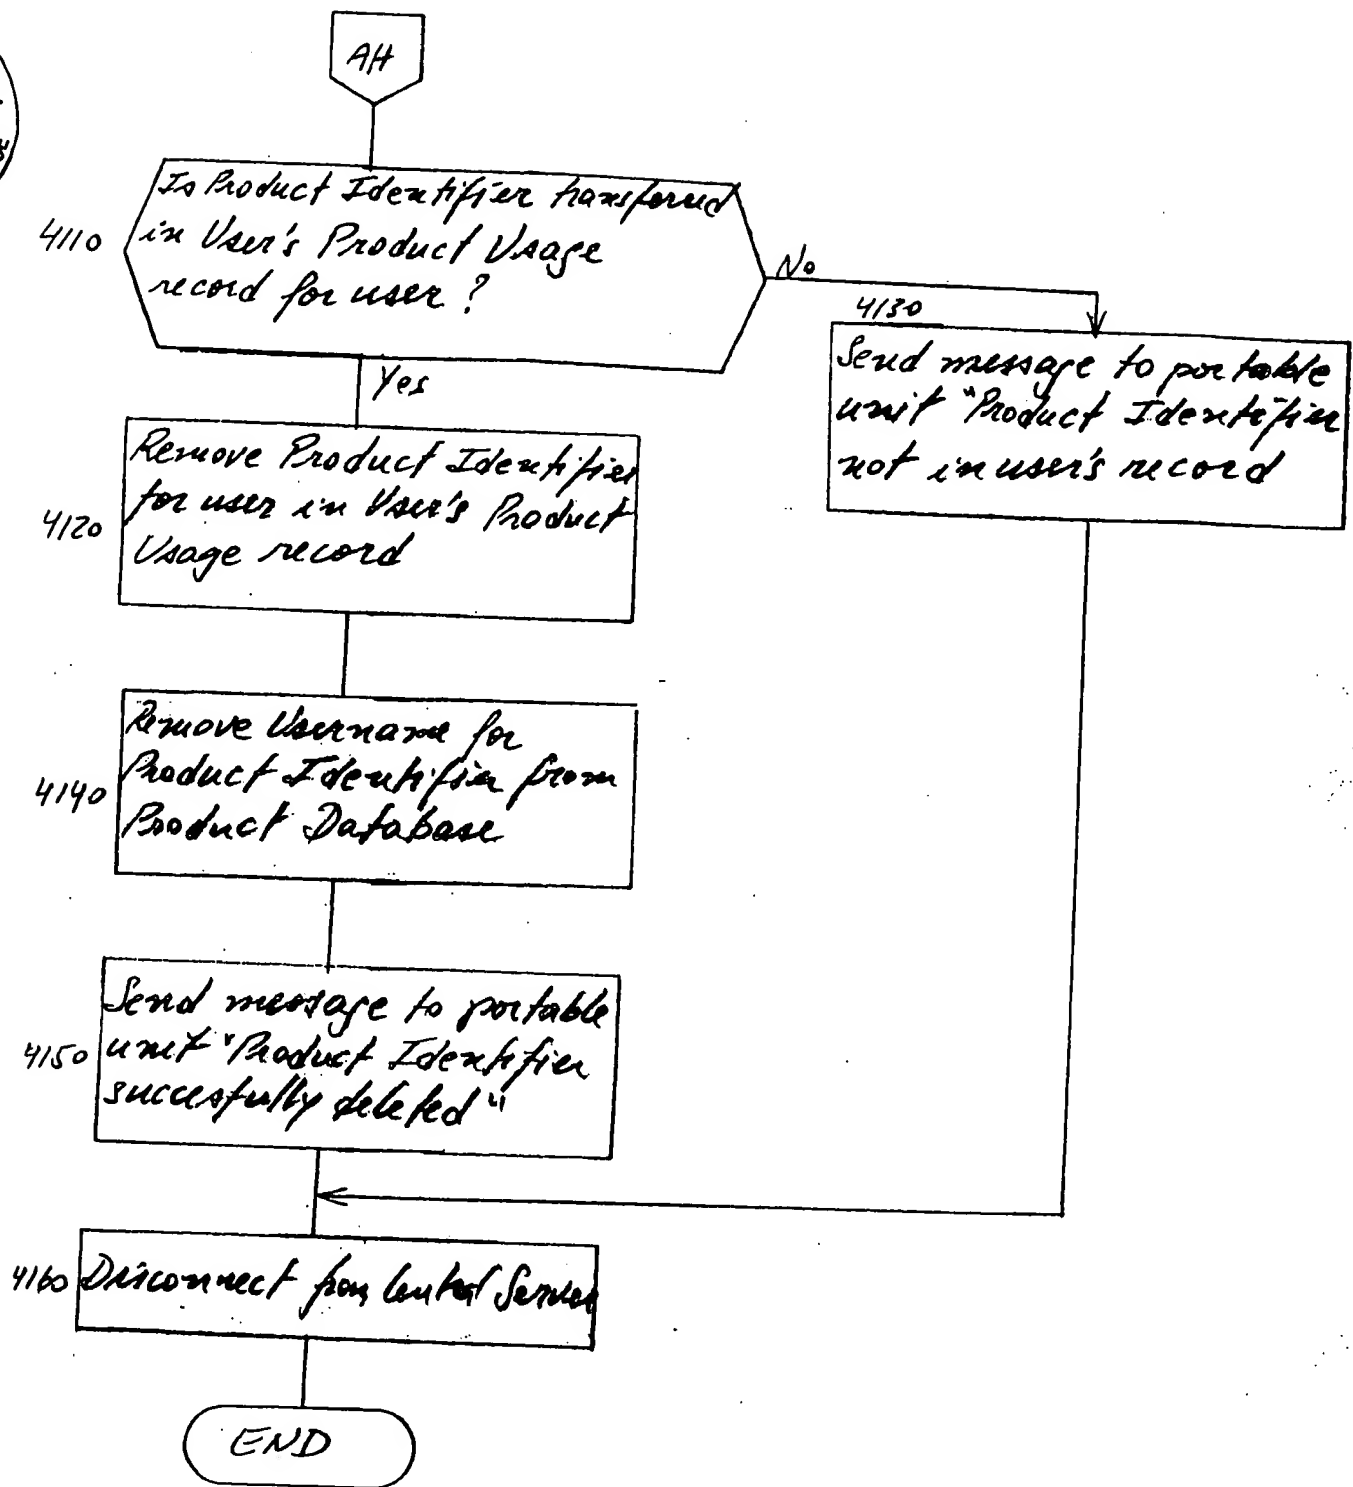 AH
4110
Is Product Identifier transferred
in User's Product Usage
record for user?
No
Yes
4130
Send message to portable
unit "Product Identifier
not in user's record
4120
Remove Product Identifier
for user in User's Product
Usage record
4140
Remove Username for
Product Identifier from
Product Database
4150
Send message to portable
unit "Product Identifier
succesfully deleted"
4160
Disconnect from Central Server
END